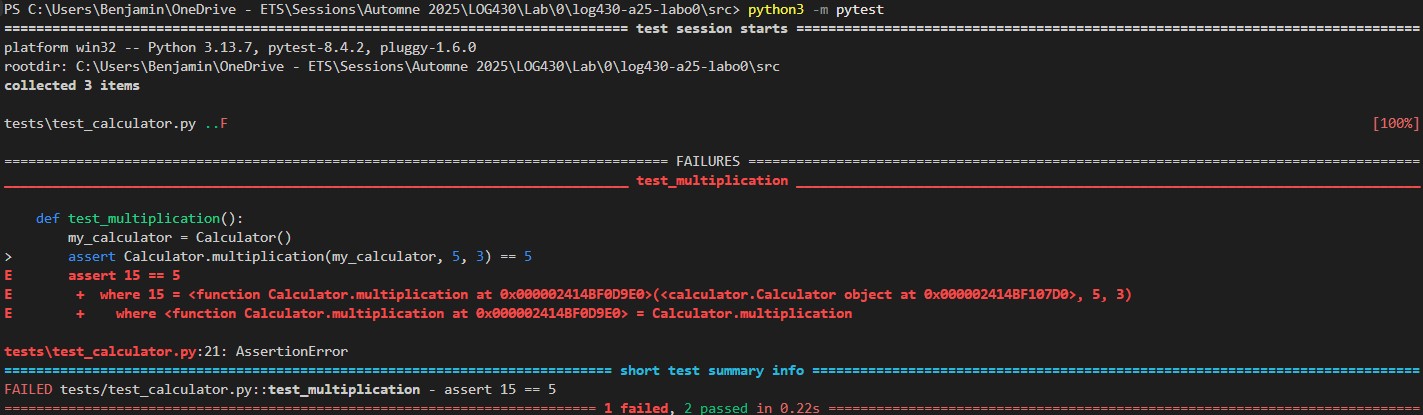 PS C:\Users\Benjamin\OneDrive - ETS\Sessions\Automne 2025\LOG430\Lab\0\log430-a25-labo0\src> python3 -m pytest
============================================================================== test session starts ==============================================================================
platform win32 -- Python 3.13.7, pytest-8.4.2, pluggy-1.6.0
rootdir: C:\Users\Benjamin\OneDrive - ETS\Sessions\Automne 2025\LOG430\Lab\0\log430-a25-labo0\src
collected 3 items
tests\test_calculator.py ..F [100%]
=================================================================================== FAILURES ====================================================================================
______________________________________________________________________________ test_multiplication ______________________________________________________________________________
    def test_multiplication():
        my_calculator = Calculator()
>       assert Calculator.multiplication(my_calculator, 5, 3) == 5
E       assert 15 == 5
E        +  where 15 = <function Calculator.multiplication at 0x000002414BF0D9E0>(<calculator.Calculator object at 0x000002414BF107D0>, 5, 3)
E        +    where <function Calculator.multiplication at 0x000002414BF0D9E0> = Calculator.multiplication
tests\test_calculator.py:21: AssertionError
============================================================================ short test summary info ============================================================================
FAILED tests/test_calculator.py::test_multiplication - assert 15 == 5
========================================================================== 1 failed, 2 passed in 0.22s ==========================================================================